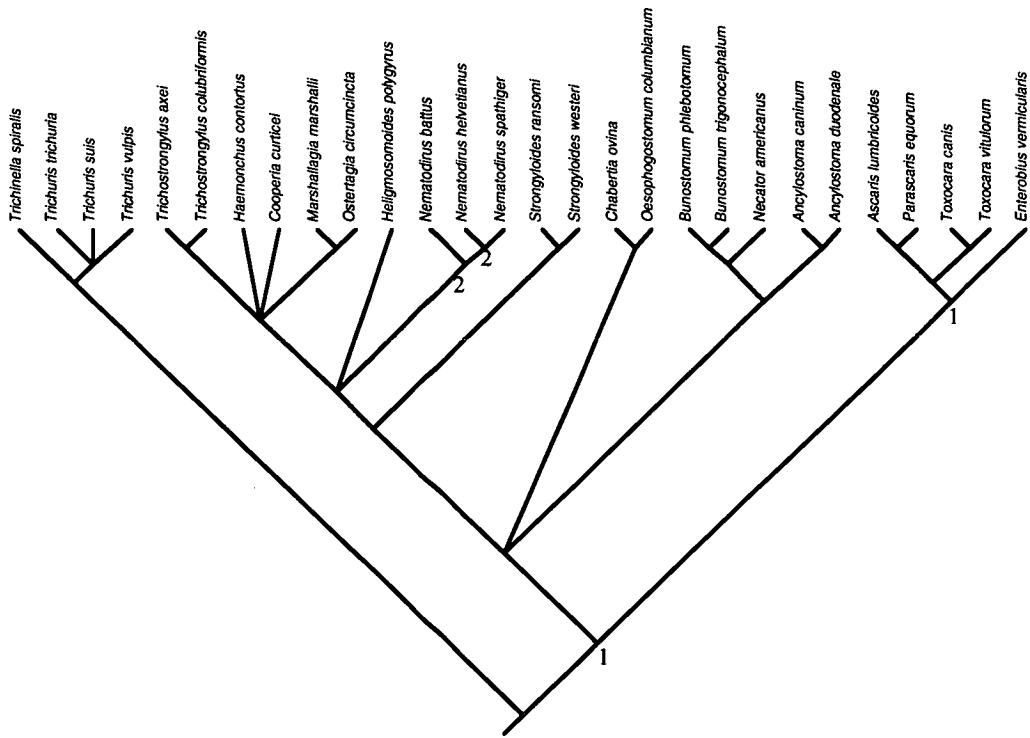 Trichinella spiralis
Trichuris trichuria
Trichuris suis
Trichuris vulpis
Trichostrongylus axei
Trichostrongylus colubriformis
Haemonchus contortus
Cooperia curticei
Marshallagia marshalli
Ostertagia circumcincta
Heligmosomoides polygyrus
Nematodirus battus
Nematodirus helvetianus
Nematodirus spathiger
Strongyloides ransomi
Strongyloides westeri
Chabertia ovina
Oesophogostomum columbianum
Bunostomum phlebotomum
Bunostomum trigonocephalum
Necator americanus
Ancylostoma caninum
Ancylostoma duodenale
Ascaris lumbricoides
Parascaris equorum
Toxocara canis
Toxocara vitulorum
Enterobius vermicularis
2
2
1
1